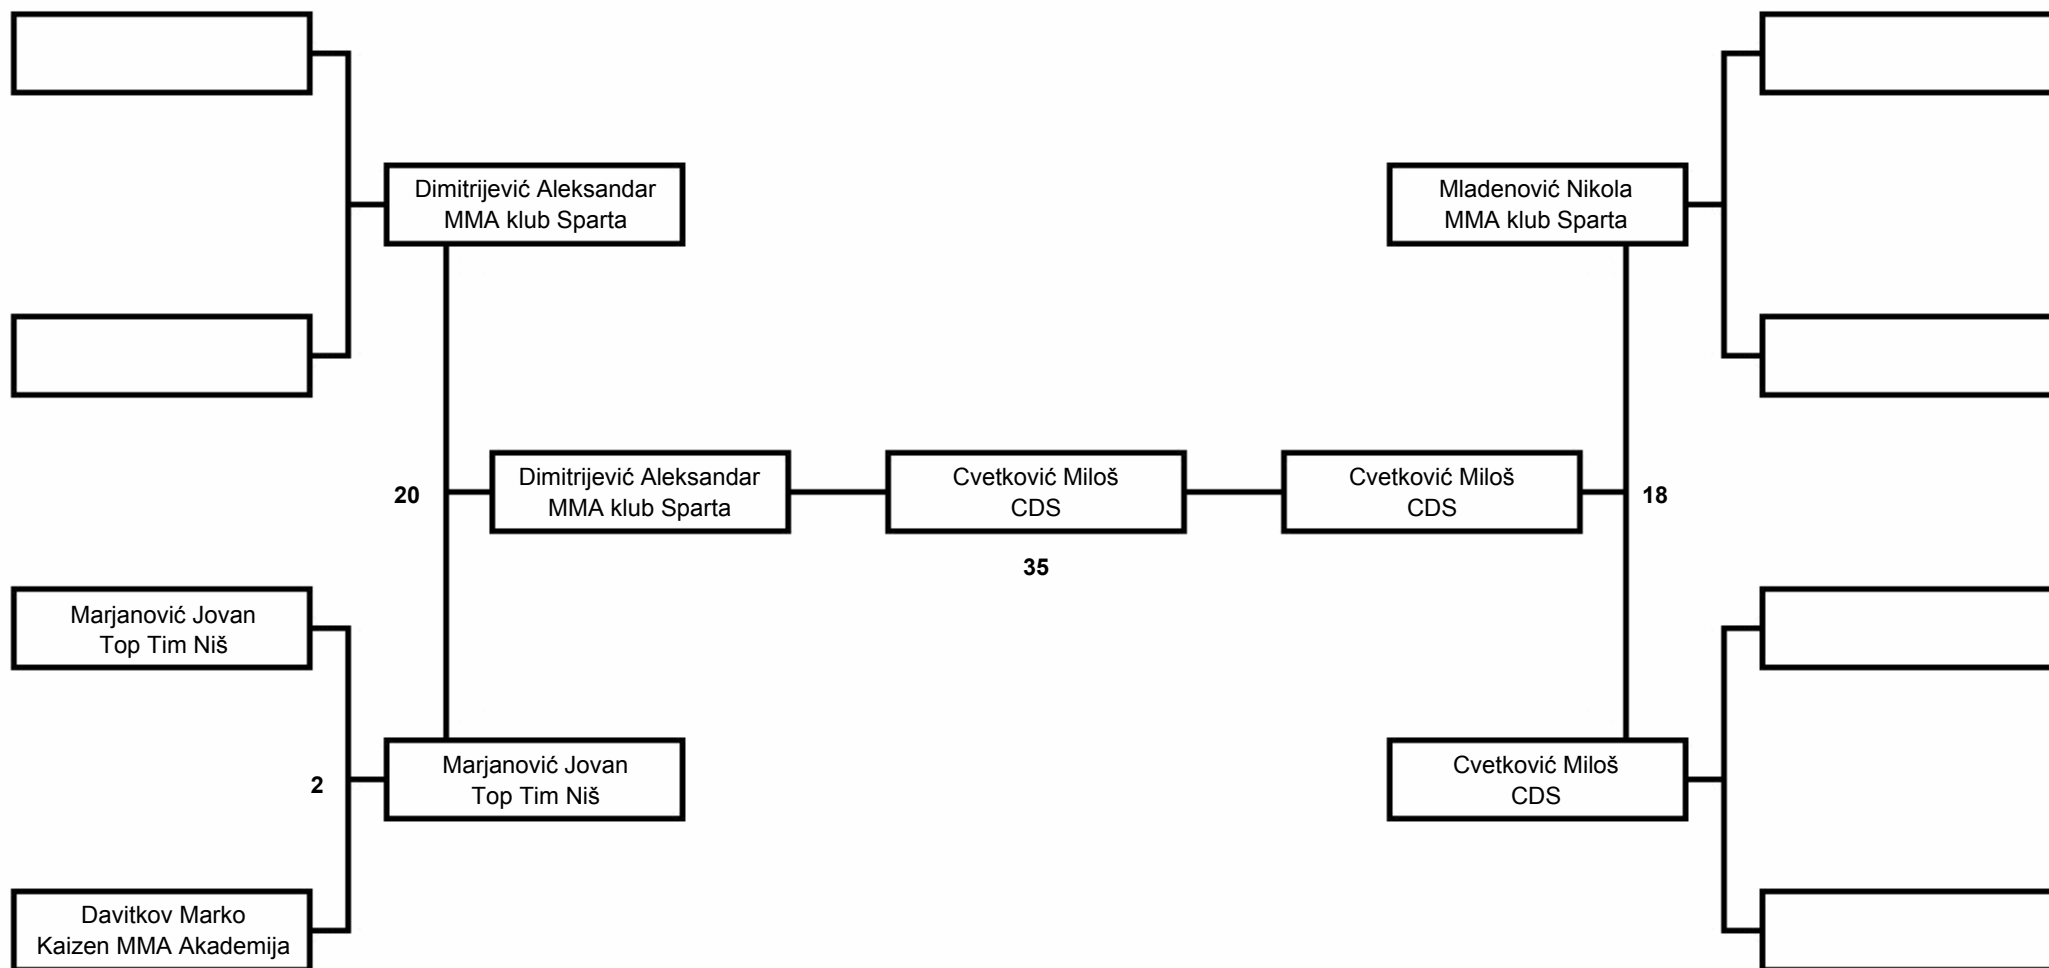 Dimitrijević Aleksandar
MMA klub Sparta
Mladenović Nikola
MMA klub Sparta
20
Dimitrijević Aleksandar
MMA klub Sparta
Cvetković Miloš
CDS
35
Cvetković Miloš
CDS
18
Marjanović Jovan
Top Tim Niš
2
Marjanović Jovan
Top Tim Niš
Cvetković Miloš
CDS
Davitkov Marko
Kaizen MMA Akademija